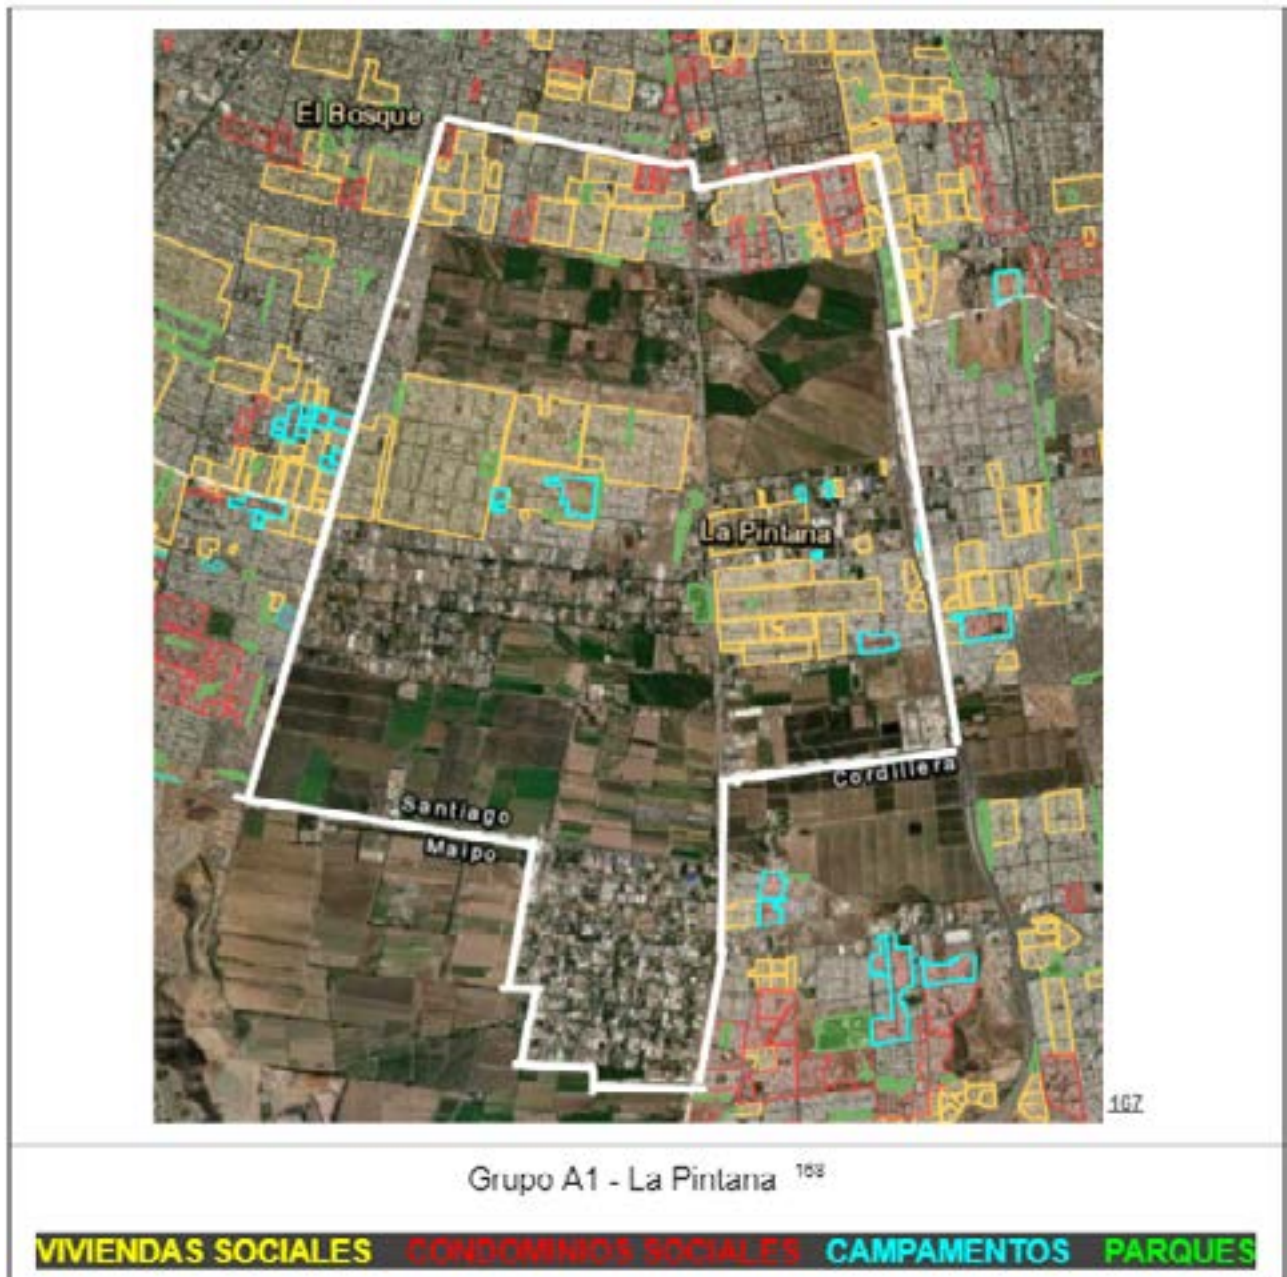 El Bosque
La Pintana
Cordillera
Santiago
Maipo
167
Grupo A1 - La Pintana 168
VIVIENDAS SOCIALES CONDOMINIOS SOCIALES CAMPAMENTOS PARQUES